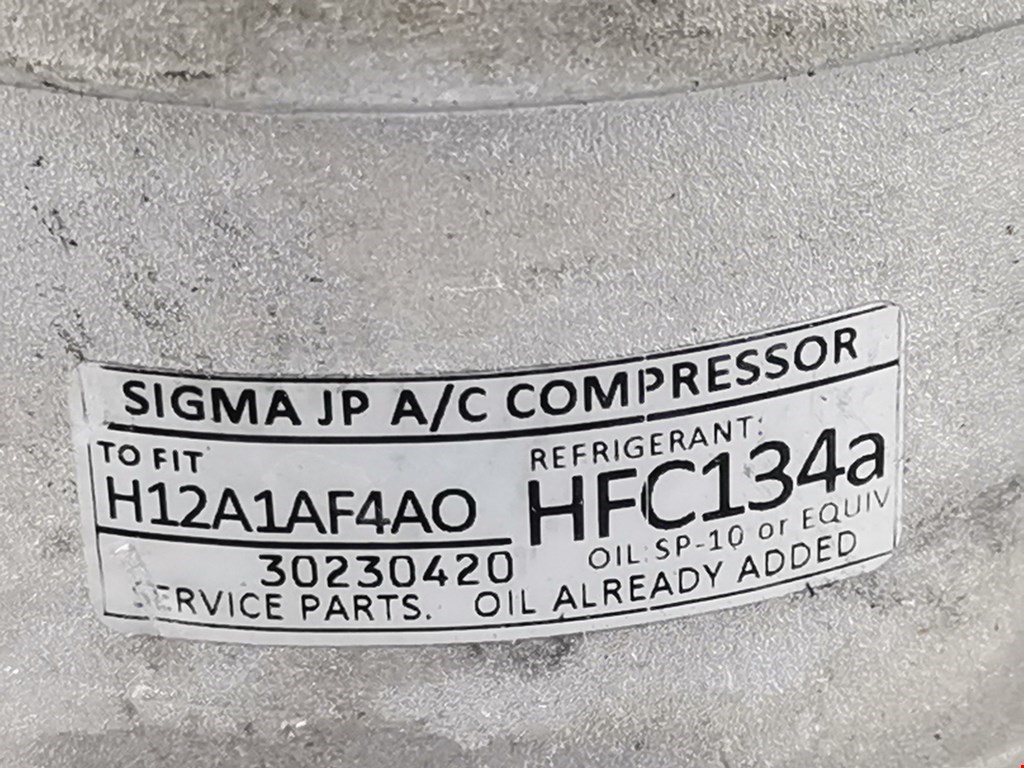 SIGMA JP A/C COMPRESSOR
TO FIT
H12A1AF4AO
REFRIGERANT:
HFC134a
OIL: SP-10 or EQUIV
30230420
SERVICE PARTS. OIL ALREADY ADDED